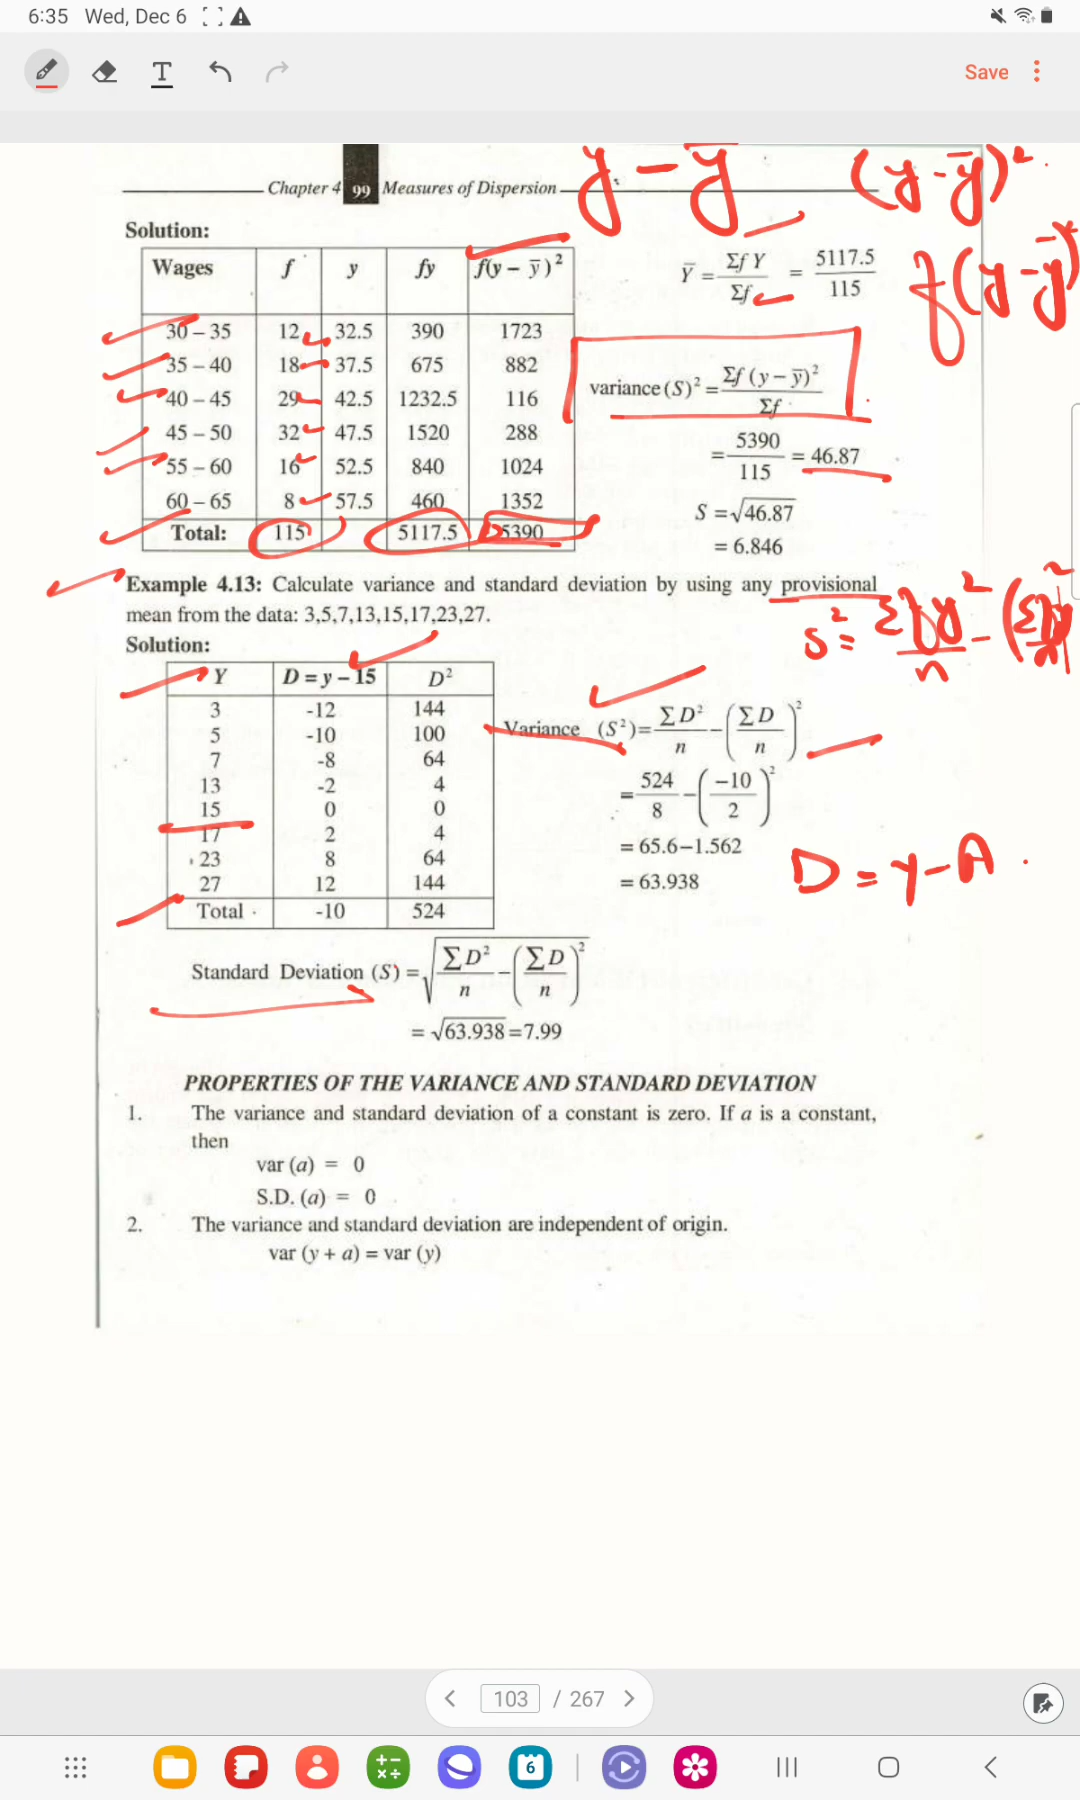 6:35 Wed, Dec 6
Save
y - ȳ (y-ȳ)²
Chapter 4 99 Measures of Dispersion
Solution:
Wages f y fy f(y – ȳ)²
30 – 35 12 32.5 390 1723
35 – 40 18 37.5 675 882
40 – 45 29 42.5 1232.5 116
45 – 50 32 47.5 1520 288
55 – 60 16 52.5 840 1024
60 – 65 8 57.5 460 1352
Total: 115 5117.5 5390
Ȳ = ΣfY / Σf = 5117.5 / 115
f(y-ȳ)²
variance (S)² = Σf (y – ȳ)² / Σf
= 5390 / 115 = 46.87
S = √46.87
= 6.846
Example 4.13: Calculate variance and standard deviation by using any provisional
mean from the data: 3,5,7,13,15,17,23,27.
Solution:
Y D = y – 15 D²
3 -12 144
5 -10 100
7 -8 64
13 -2 4
15 0 0
17 2 4
23 8 64
27 12 144
Total -10 524
Variance (S²) = ΣD² / n – (ΣD / n)²
= 524 / 8 – (–10 / 2)²
= 65.6–1.562
= 63.938
D = y - A
Standard Deviation (S) = √ΣD² / n – (ΣD / n)²
= √63.938 =7.99
PROPERTIES OF THE VARIANCE AND STANDARD DEVIATION
1. The variance and standard deviation of a constant is zero. If a is a constant,
then
var (a) = 0
S.D. (a) = 0
2. The variance and standard deviation are independent of origin.
var (y + a) = var (y)
103 / 267
6